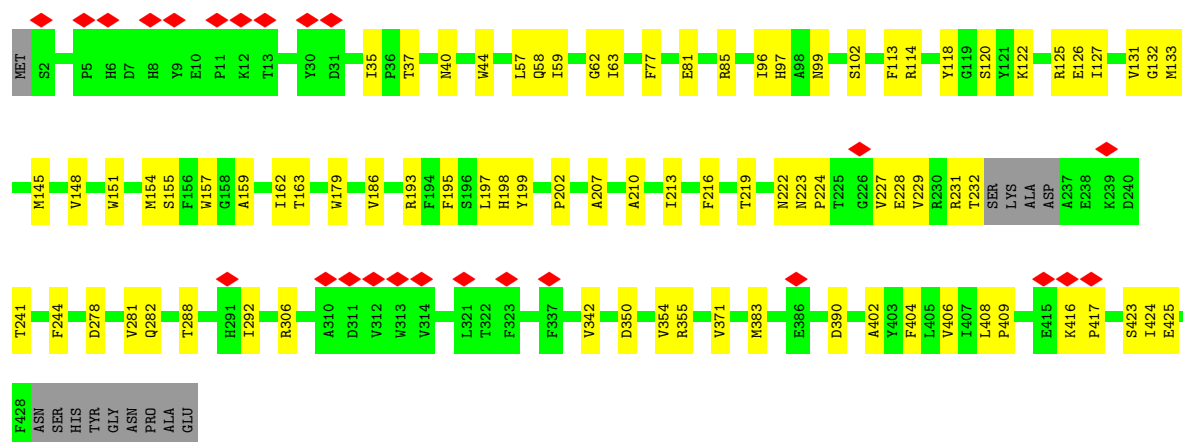 MET S2 P5 H6 D7 H8 Y9 E10 P11 K12 T13 Y30 D31 I35 P36 T37 N40 W44 L57 Q58 I59 G62 I63 F77 E81 R85 I96 H97 A98 N99 S102 F113 R114 Y118 G119 S120 Y121 K122 R125 E126 I127 V131 G132 M133
M145 V148 W151 M154 S155 F156 W157 G158 A159 I162 T163 W179 V186 R193 F194 F195 S196 L197 H198 Y199 P202 A207 A210 I213 F216 T219 N222 N223 P224 T225 G226 V227 E228 V229 R230 R231 T232 SER LYS ALA ASP A237 E238 K239 D240
T241 F244 D278 V281 Q282 T288 H291 I292 R306 A310 D311 V312 W313 V314 L321 T322 F323 F337 V342 D350 V354 R355 V371 M383 E386 D390 A402 Y403 F404 L405 V406 I407 L408 P409 E415 K416 P417 S423 I424 E425
F428 ASN SER HIS TYR GLY ASN PRO ALA GLU